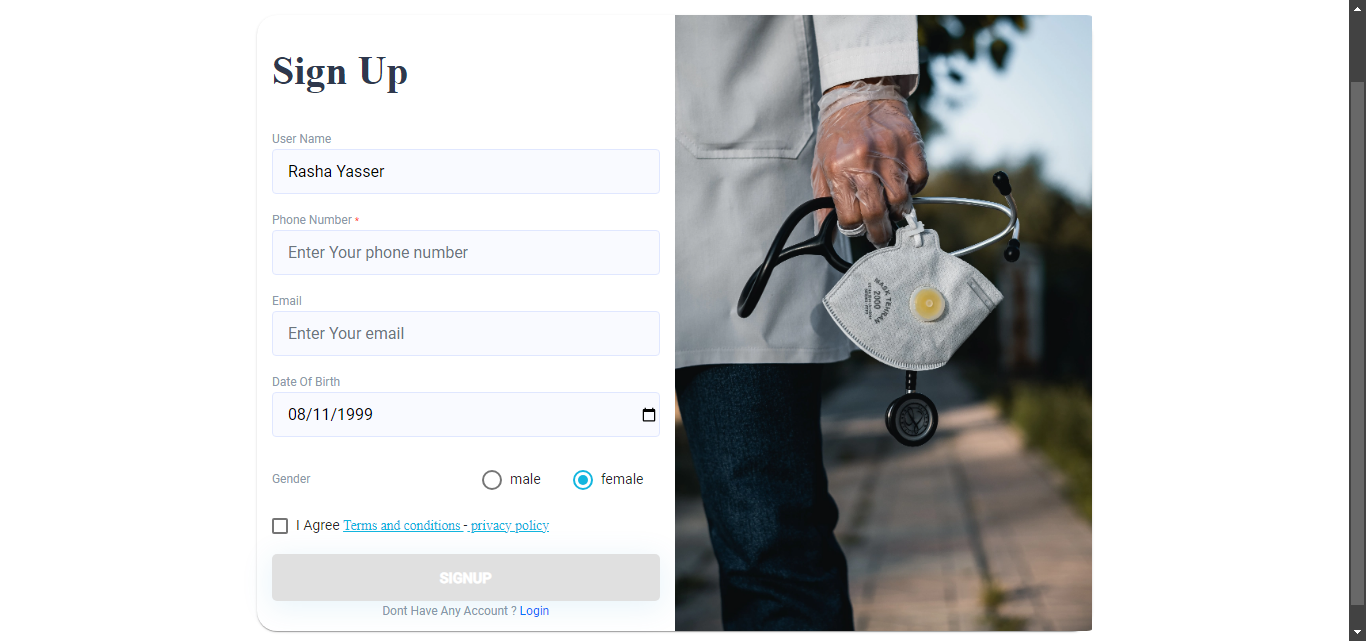 Sign Up
User Name
Rasha Yasser
Phone Number *
Enter Your phone number
Email
Enter Your email
Date Of Birth
08/11/1999
Gender
male
female
I Agree Terms and conditions - privacy policy
SIGNUP
Dont Have Any Account ? Login
MASK TEHRAN
2000